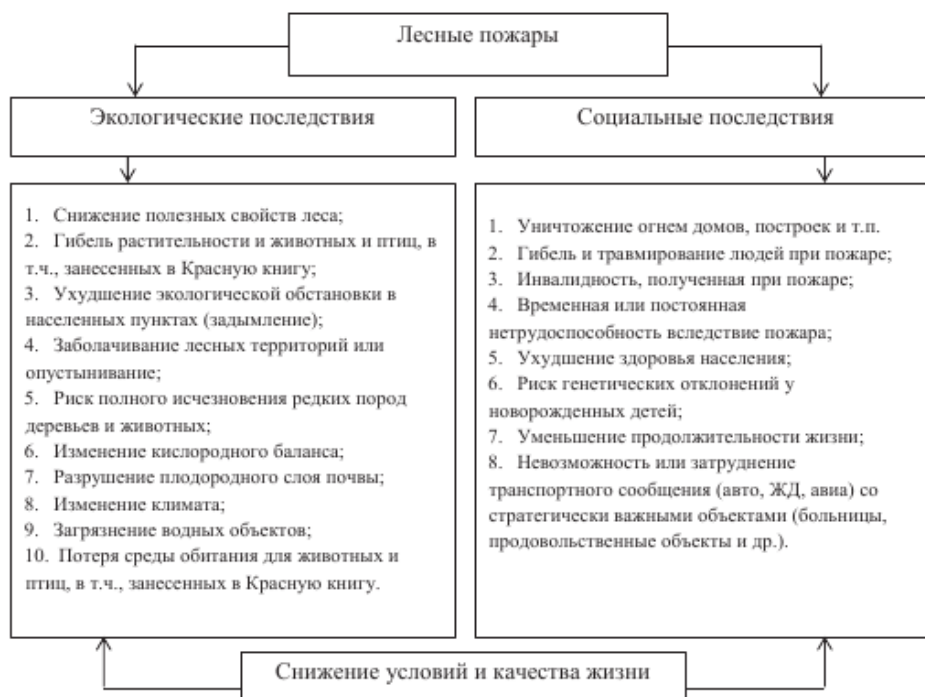 Лесные пожары
Экологические последствия
Социальные последствия
1. Снижение полезных свойств леса;
2. Гибель растительности и животных и птиц, в
т.ч., занесенных в Красную книгу;
3. Ухудшение экологической обстановки в
населенных пунктах (задымление);
4. Заболачивание лесных территорий или
опустынивание;
5. Риск полного исчезновения редких пород
деревьев и животных;
6. Изменение кислородного баланса;
7. Разрушение плодородного слоя почвы;
8. Изменение климата;
9. Загрязнение водных объектов;
10. Потеря среды обитания для животных и
птиц, в т.ч., занесенных в Красную книгу.
1. Уничтожение огнем домов, построек и т.п.
2. Гибель и травмирование людей при пожаре;
3. Инвалидность, полученная при пожаре;
4. Временная или постоянная
нетрудоспособность вследствие пожара;
5. Ухудшение здоровья населения;
6. Риск генетических отклонений у
новорожденных детей;
7. Уменьшение продолжительности жизни;
8. Невозможность или затруднение
транспортного сообщения (авто, ЖД, авиа) со
стратегически важными объектами (больницы,
продовольственные объекты и др.).
Снижение условий и качества жизни